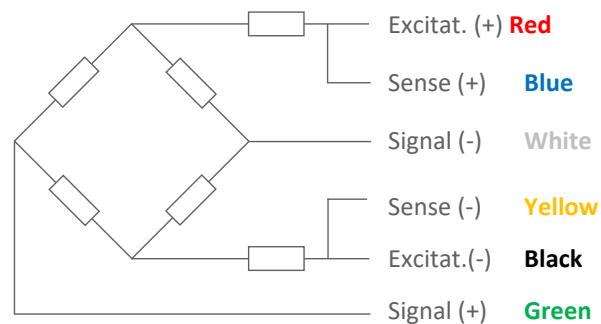 Excitat. (+) Red
Sense (+) Blue
Signal (-) White
Sense (-) Yellow
Excitat.(-) Black
Signal (+) Green